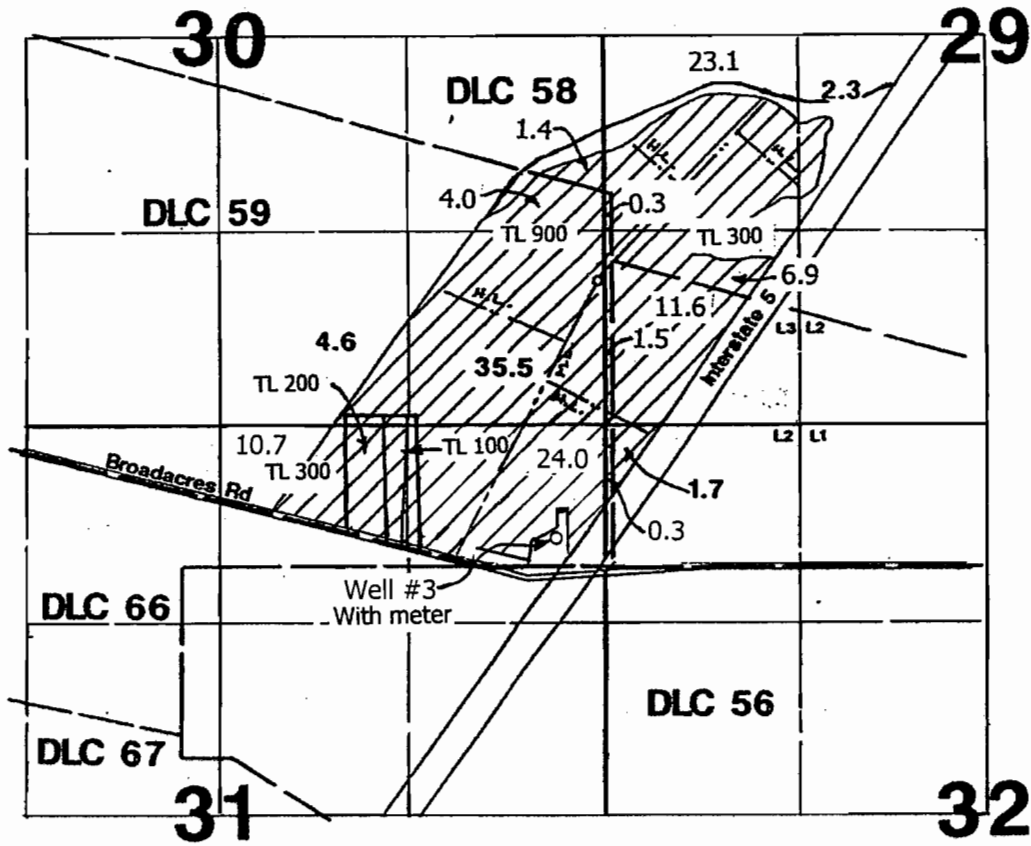 30
29
23.1
DLC 58
2.3
1.4
4.0
DLC 59
0.3
TL 900
TL 300
H.L.
H.L.
6.9
H.L.
11.6
Interstate 5
L3
L2
4.6
1.5
35.5
M.L.
H.L.
TL 200
10.7
TL 100
L2
L1
TL 300
24.0
Broadacres Rd
1.7
0.3
Well #3
With meter
DLC 66
DLC 56
DLC 67
31
32